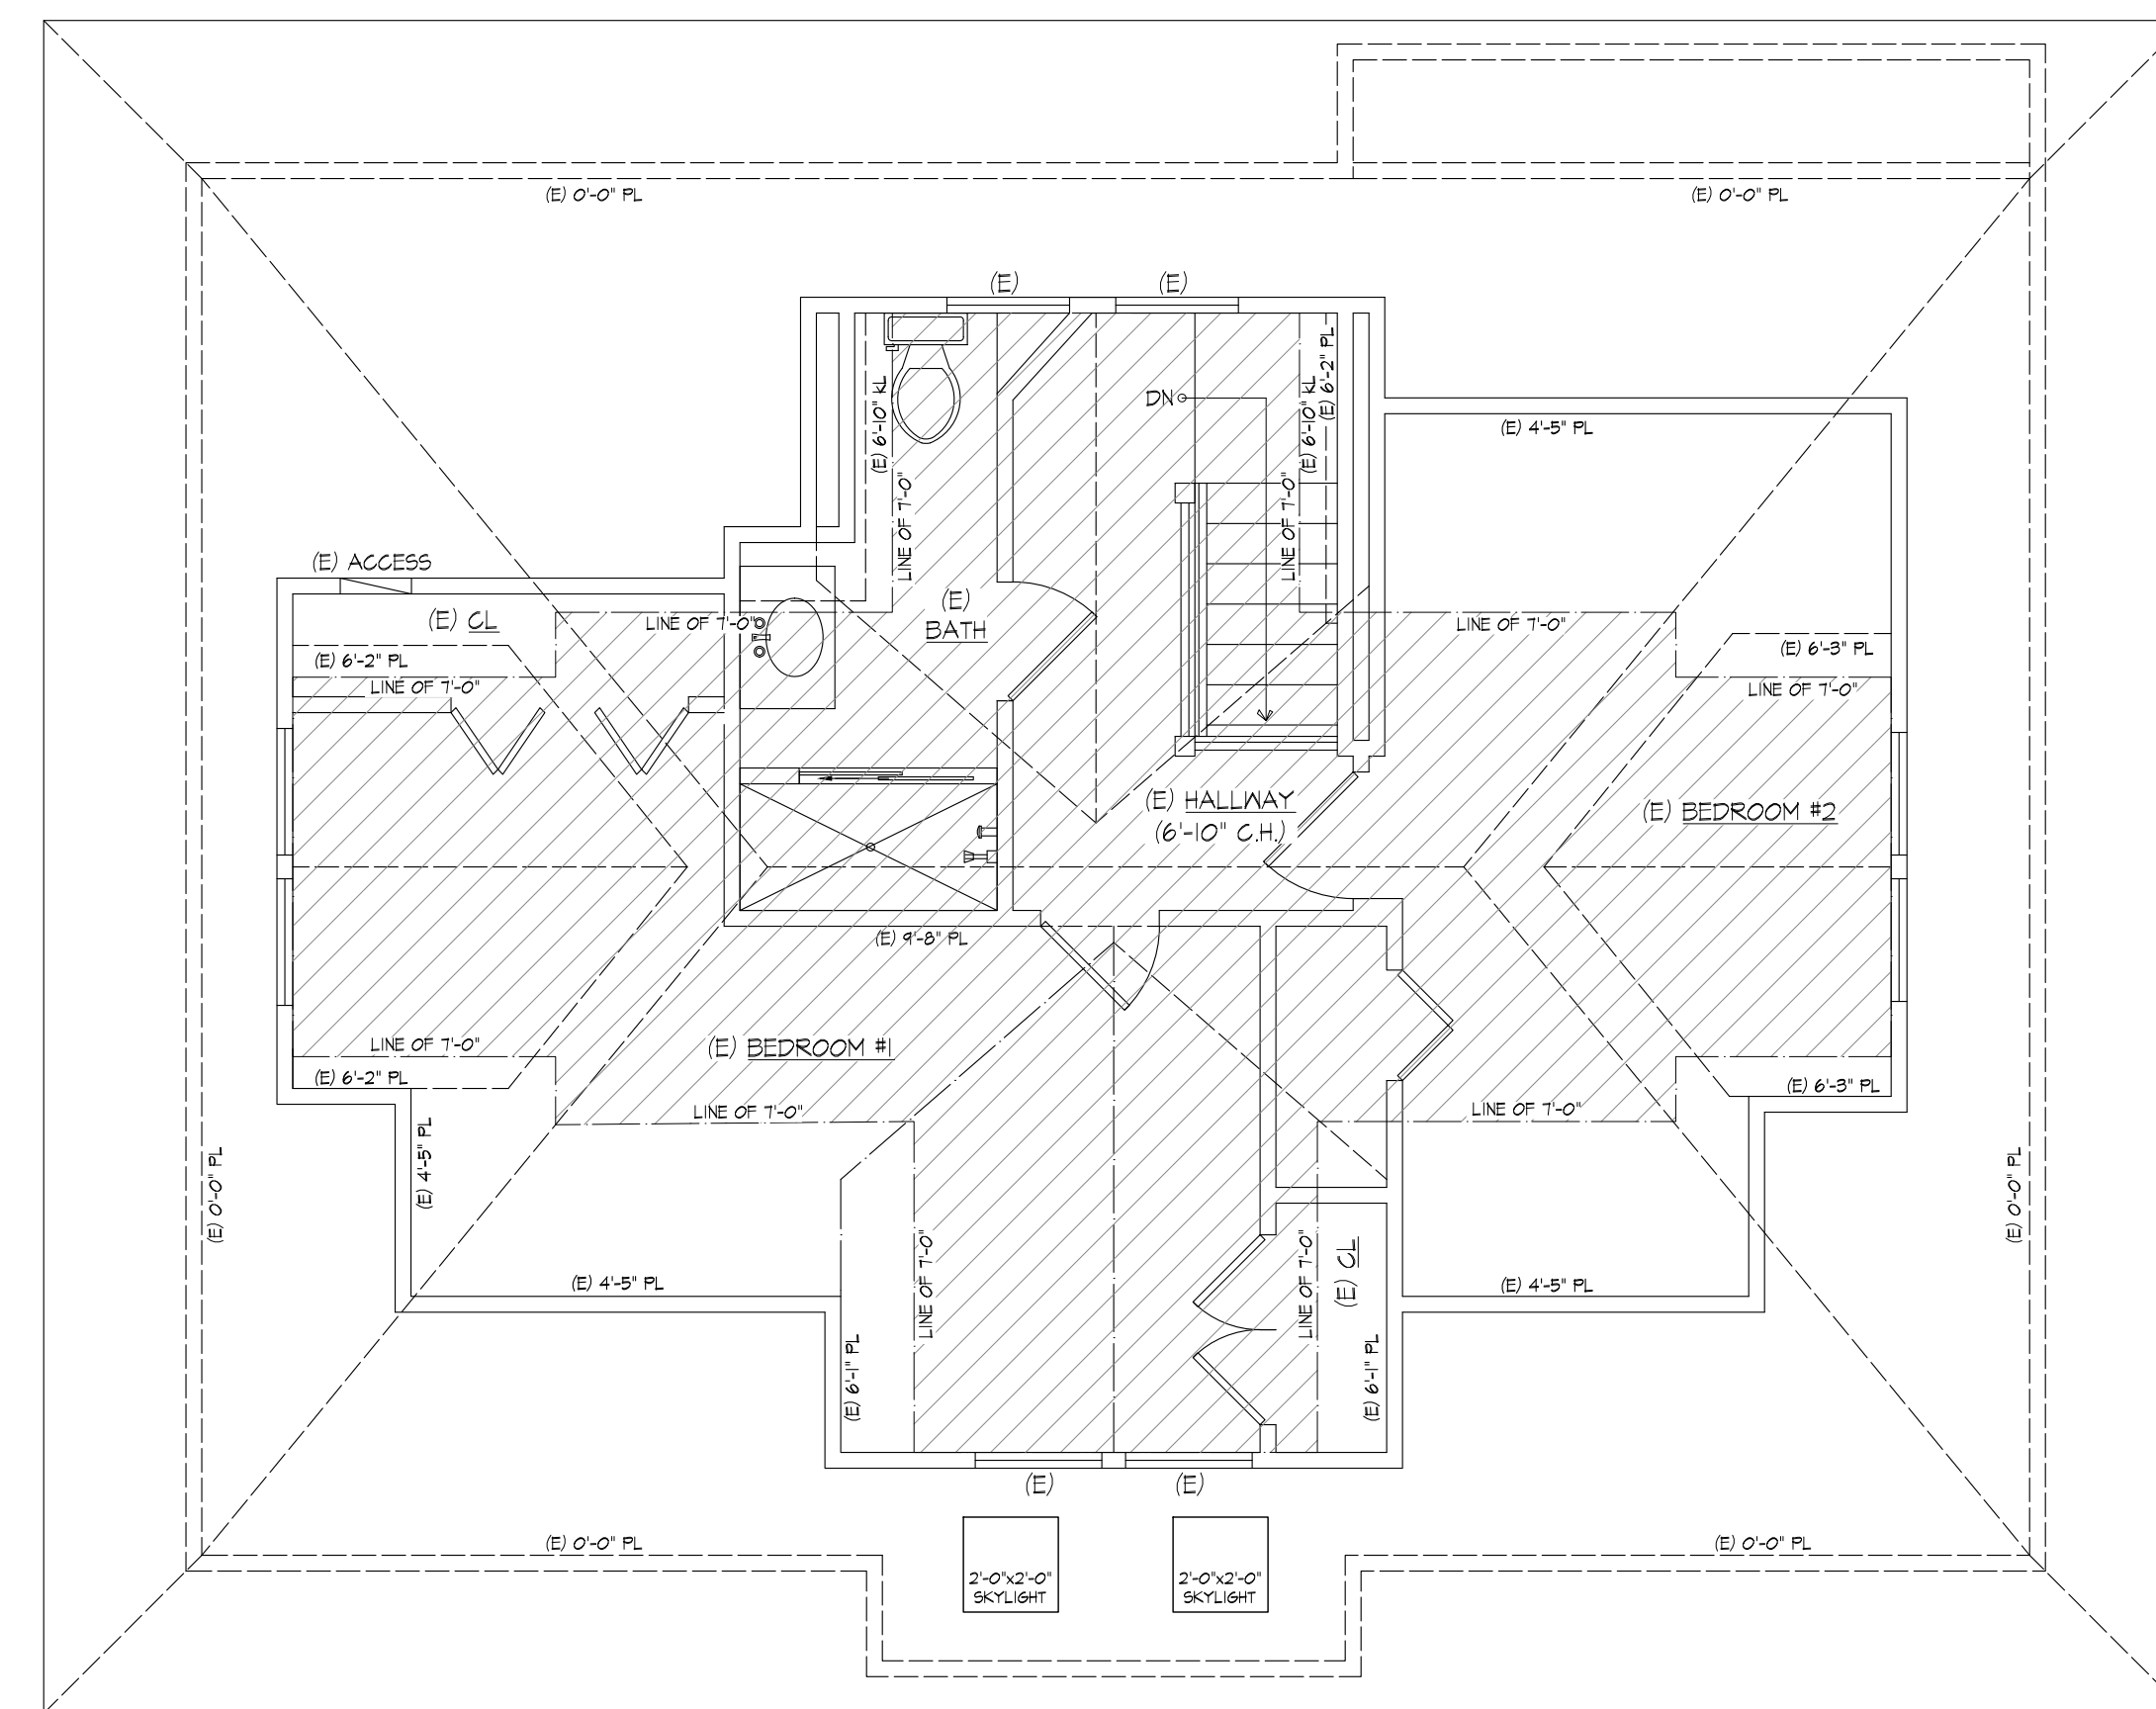 (E) 0'-0" PL
(E) 0'-0" PL
(E)
(E)
(E) 6'-2" PL
(E) 6'-10" KL
(E) 6'-10" KL
DN
(E) 4'-5" PL
LINE OF 7'-0"
LINE OF 7'-0"
(E) ACCESS
(E) CL
LINE OF 7'-0"
(E)
BATH
LINE OF 7'-0"
(E) 6'-2" PL
(E) 6'-3" PL
LINE OF 7'-0"
LINE OF 7'-0"
(E) HALLWAY
(6'-10" C.H.)
(E) BEDROOM #2
(E) 9'-8" PL
LINE OF 7'-0"
(E) BEDROOM #1
(E) 6'-2" PL
(E) 6'-3" PL
LINE OF 7'-0"
LINE OF 7'-0"
(E) 4'-5" PL
(E) 0'-0" PL
(E) 0'-0" PL
LINE OF 7'-0"
LINE OF 7'-0"
(E) CL
(E) 4'-5" PL
(E) 4'-5" PL
(E) 6'-1" PL
(E) 6'-1" PL
(E)
(E)
(E) 0'-0" PL
(E) 0'-0" PL
2'-0"x2'-0"
SKYLIGHT
2'-0"x2'-0"
SKYLIGHT